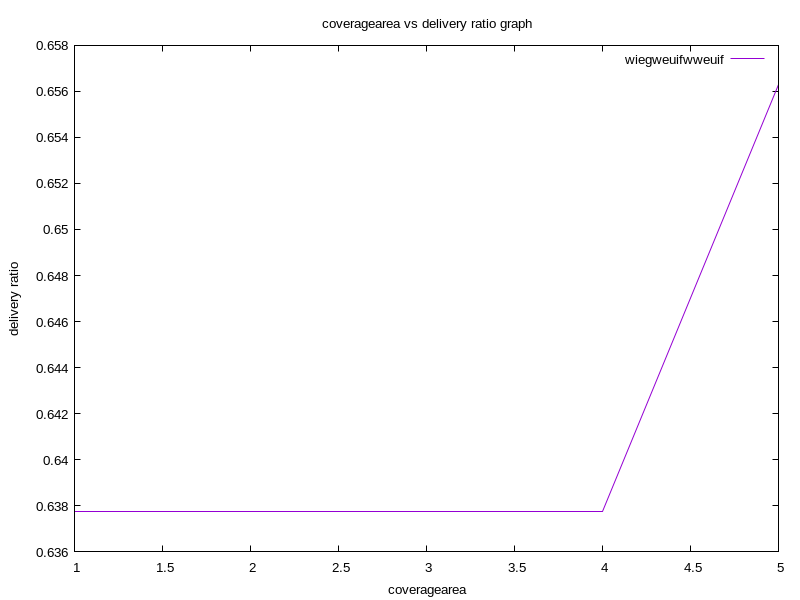 coveragearea vs delivery ratio graph
wiegweuifwweuif
0.658
0.656
0.654
0.652
0.65
0.648
0.646
0.644
0.642
0.64
0.638
0.636
delivery ratio
1 1.5 2 2.5 3 3.5 4 4.5 5
coveragearea